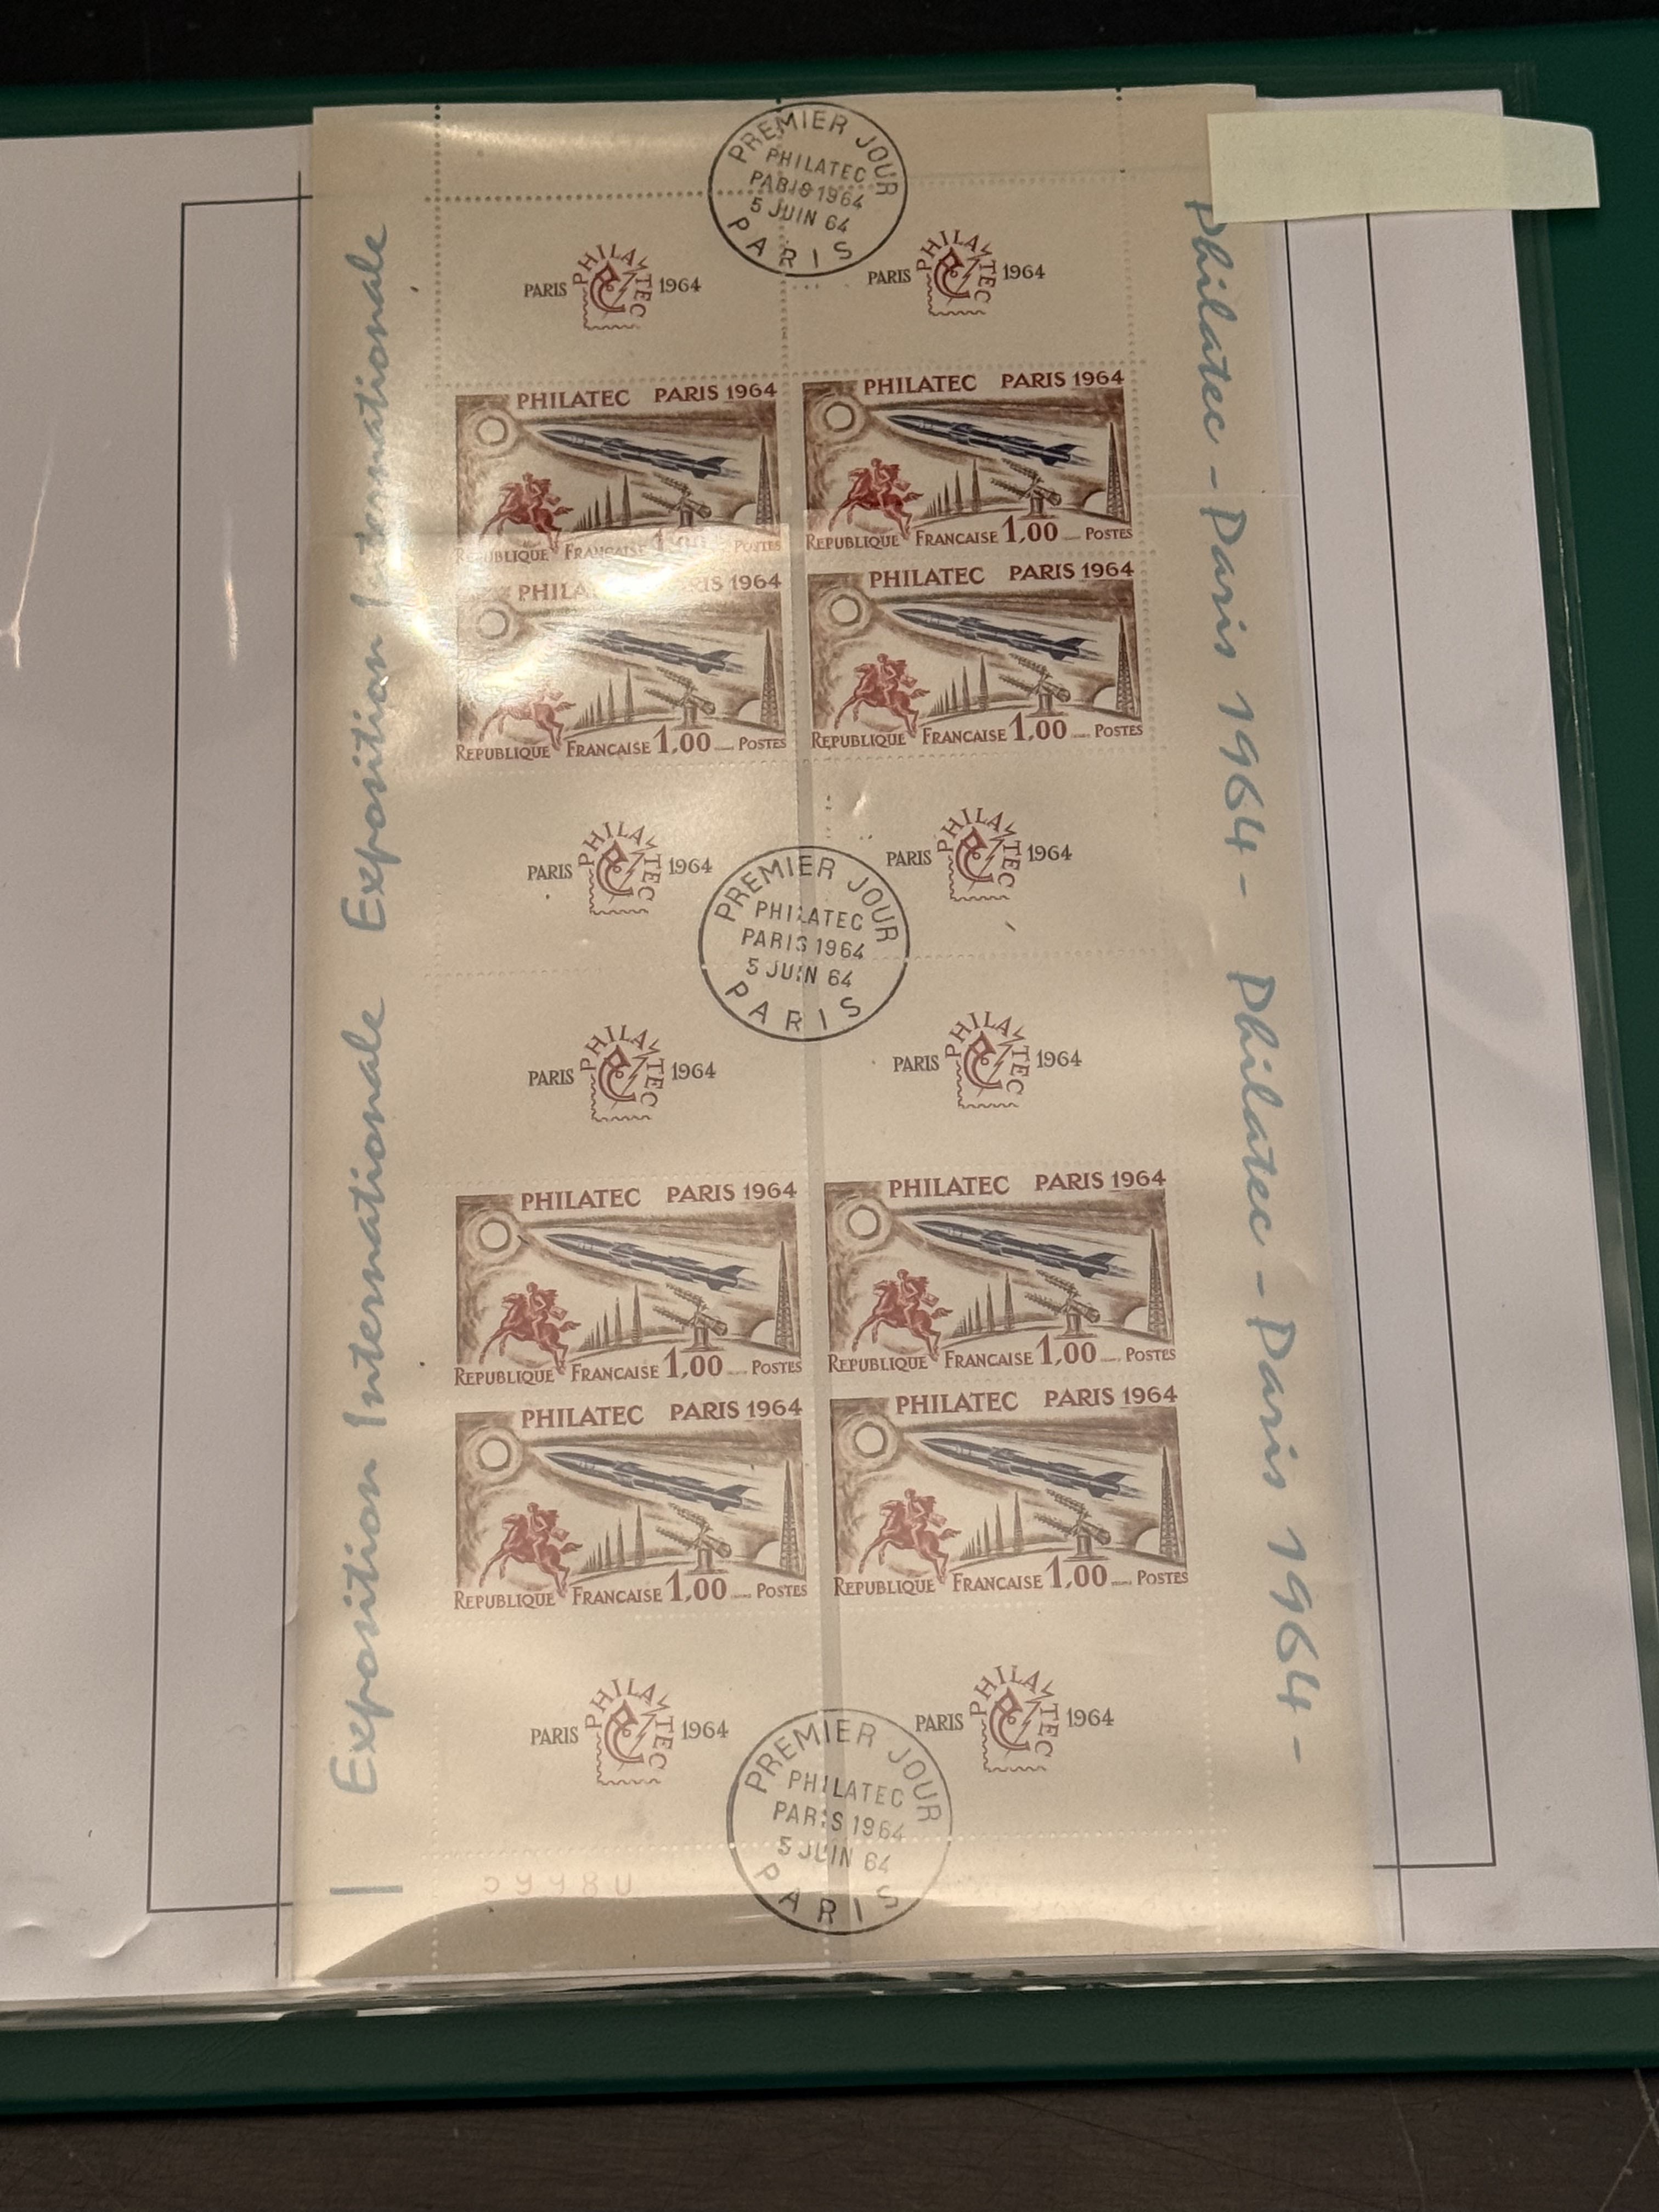 PREMIER JOUR
PHILATEC
PARIS 1964
5 JUIN 64
PARIS
PARIS PHILATEC 1964
PARIS PHILATEC 1964
PHILATEC PARIS 1964
REPUBLIQUE FRANCAISE 1,00 POSTES
PHILATEC PARIS 1964
REPUBLIQUE FRANCAISE 1,00 POSTES
PHILATEC PARIS 1964
REPUBLIQUE FRANCAISE 1,00 POSTES
PHILATEC PARIS 1964
REPUBLIQUE FRANCAISE 1,00 POSTES
PARIS PHILATEC 1964
PARIS PHILATEC 1964
PREMIER JOUR
PHILATEC
PARIS 1964
5 JUIN 64
PARIS
PARIS PHILATEC 1964
PARIS PHILATEC 1964
PHILATEC PARIS 1964
REPUBLIQUE FRANCAISE 1,00 POSTES
PHILATEC PARIS 1964
REPUBLIQUE FRANCAISE 1,00 POSTES
PHILATEC PARIS 1964
REPUBLIQUE FRANCAISE 1,00 POSTES
PHILATEC PARIS 1964
REPUBLIQUE FRANCAISE 1,00 POSTES
PARIS PHILATEC 1964
PARIS PHILATEC 1964
PREMIER JOUR
PHILATEC
PARIS 1964
5 JUIN 64
PARIS
Exposition Internationale Exposition Internationale
Philatec - Paris 1964 - Philatec - Paris 1964 -